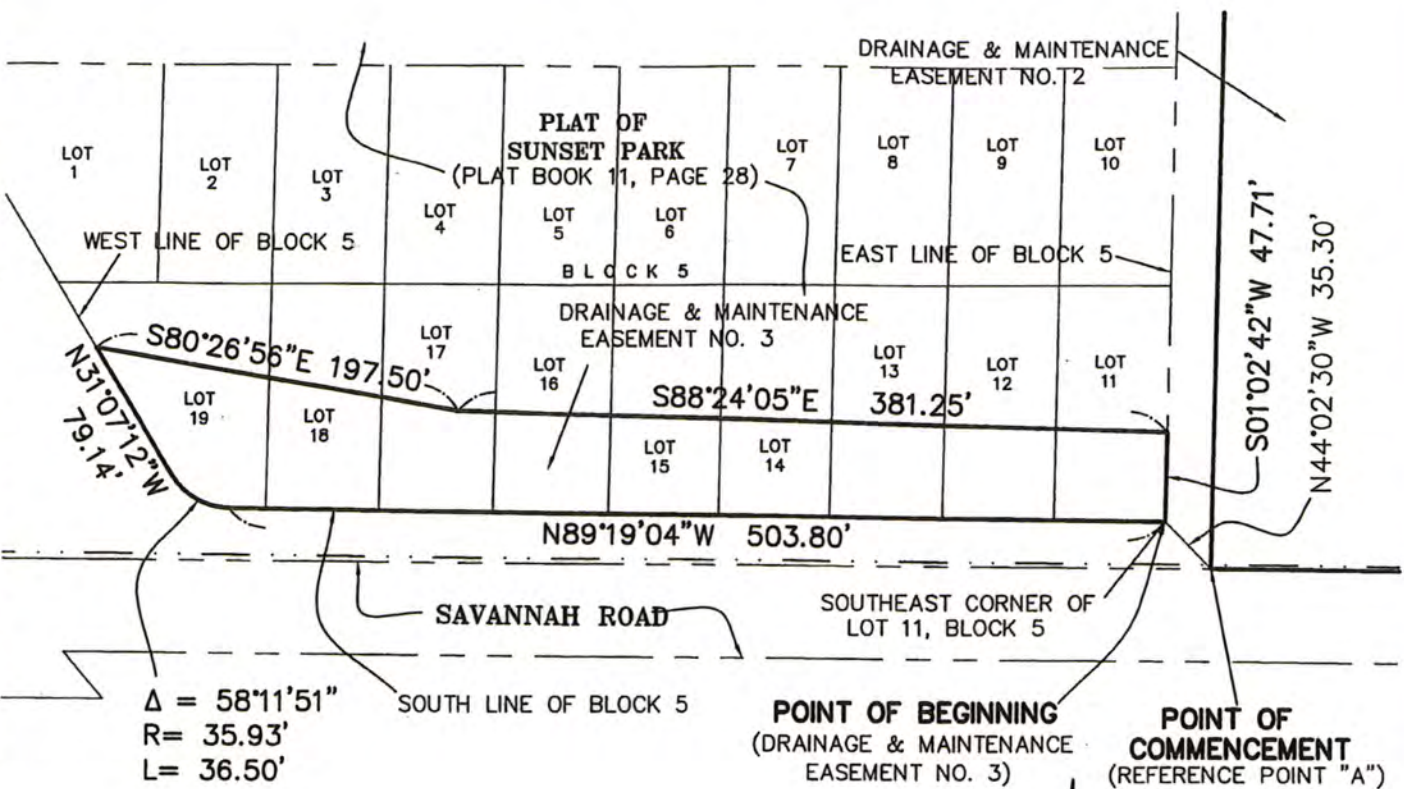 DRAINAGE & MAINTENANCE
EASEMENT NO. 2
PLAT OF
SUNSET PARK
(PLAT BOOK 11, PAGE 28)
LOT
1
LOT
2
LOT
3
LOT
4
LOT
5
LOT
6
LOT
7
LOT
8
LOT
9
LOT
10
WEST LINE OF BLOCK 5
BLOCK 5
EAST LINE OF BLOCK 5
S01°02'42"W 47.71'
N44°02'30"W 35.30'
DRAINAGE & MAINTENANCE
EASEMENT NO. 3
S80°26'56"E 197.50'
LOT
17
LOT
16
LOT
13
LOT
12
LOT
11
S88°24'05"E 381.25'
N31°07'12"W
79.14'
LOT
19
LOT
18
LOT
15
LOT
14
N89°19'04"W 503.80'
SAVANNAH ROAD
SOUTHEAST CORNER OF
LOT 11, BLOCK 5
Δ = 58°11'51"
R= 35.93'
L= 36.50'
SOUTH LINE OF BLOCK 5
POINT OF BEGINNING
(DRAINAGE & MAINTENANCE
EASEMENT NO. 3)
POINT OF
COMMENCEMENT
(REFERENCE POINT "A")